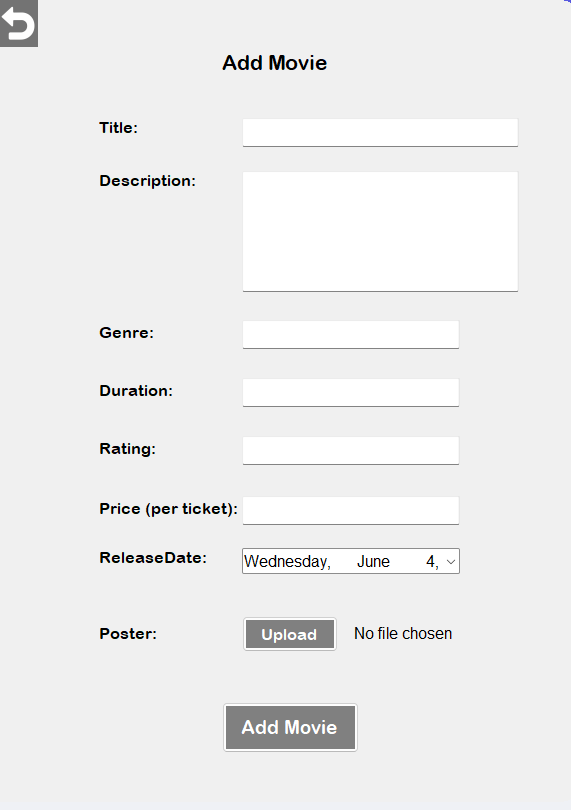 Add Movie
Title:
Description:
Genre:
Duration:
Rating:
Price (per ticket):
ReleaseDate: Wednesday, June 4,
Poster: Upload No file chosen
Add Movie